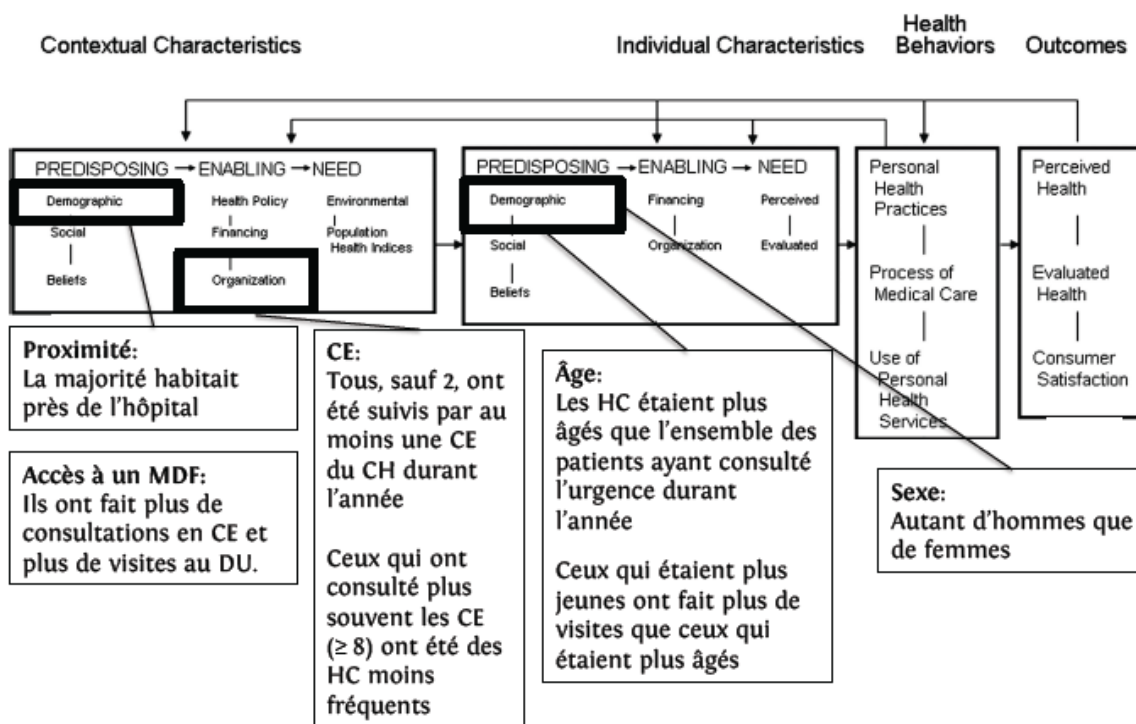 Contextual Characteristics
Individual Characteristics
Health
Behaviors
Outcomes
PREDISPOSING
ENABLING
NEED
Demographic
Social
Beliefs
Health Policy
Financing
Organization
Environmental
Population
Health Indices
PREDISPOSING
ENABLING
NEED
Demographic
Social
Beliefs
Financing
Organization
Perceived
Evaluated
Personal
Health
Practices
Process of
Medical Care
Use of
Personal
Health
Services
Perceived
Health
Evaluated
Health
Consumer
Satisfaction
Proximité:
La majorité habitait
près de l'hôpital
Accès à un MDF:
Ils ont fait plus de
consultations en CE et
plus de visites au DU.
CE:
Tous, sauf 2, ont
été suivis par au
moins une CE
du CH durant
l'année
Ceux qui ont
consulté plus
souvent les CE
(≥ 8) ont été des
HC moins
fréquents
Âge:
Les HC étaient plus
âgés que l'ensemble des
patients ayant consulté
l'urgence durant
l'année
Ceux qui étaient plus
jeunes ont fait plus de
visites que ceux qui
étaient plus âgés
Sexe:
Autant d'hommes que
de femmes